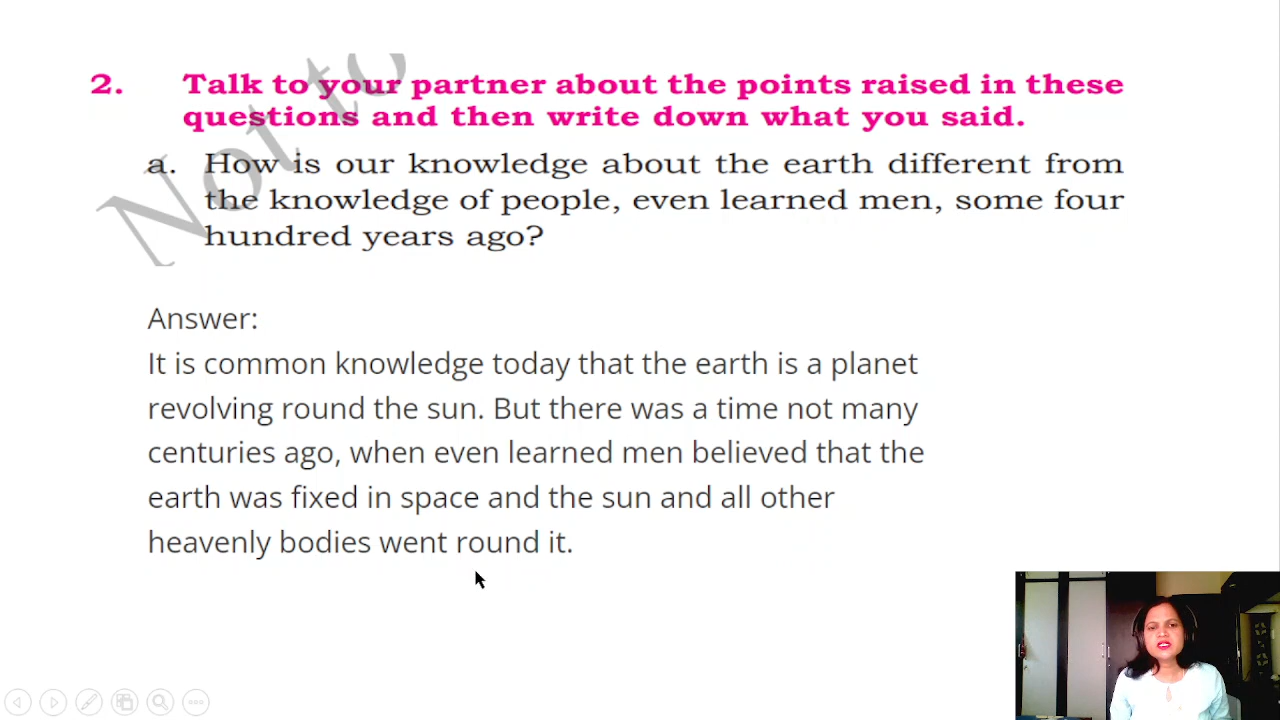 2. Talk to your partner about the points raised in these
questions and then write down what you said.
a. How is our knowledge about the earth different from
the knowledge of people, even learned men, some four
hundred years ago?
Not to
Answer:
It is common knowledge today that the earth is a planet
revolving round the sun. But there was a time not many
centuries ago, when even learned men believed that the
earth was fixed in space and the sun and all other
heavenly bodies went round it.